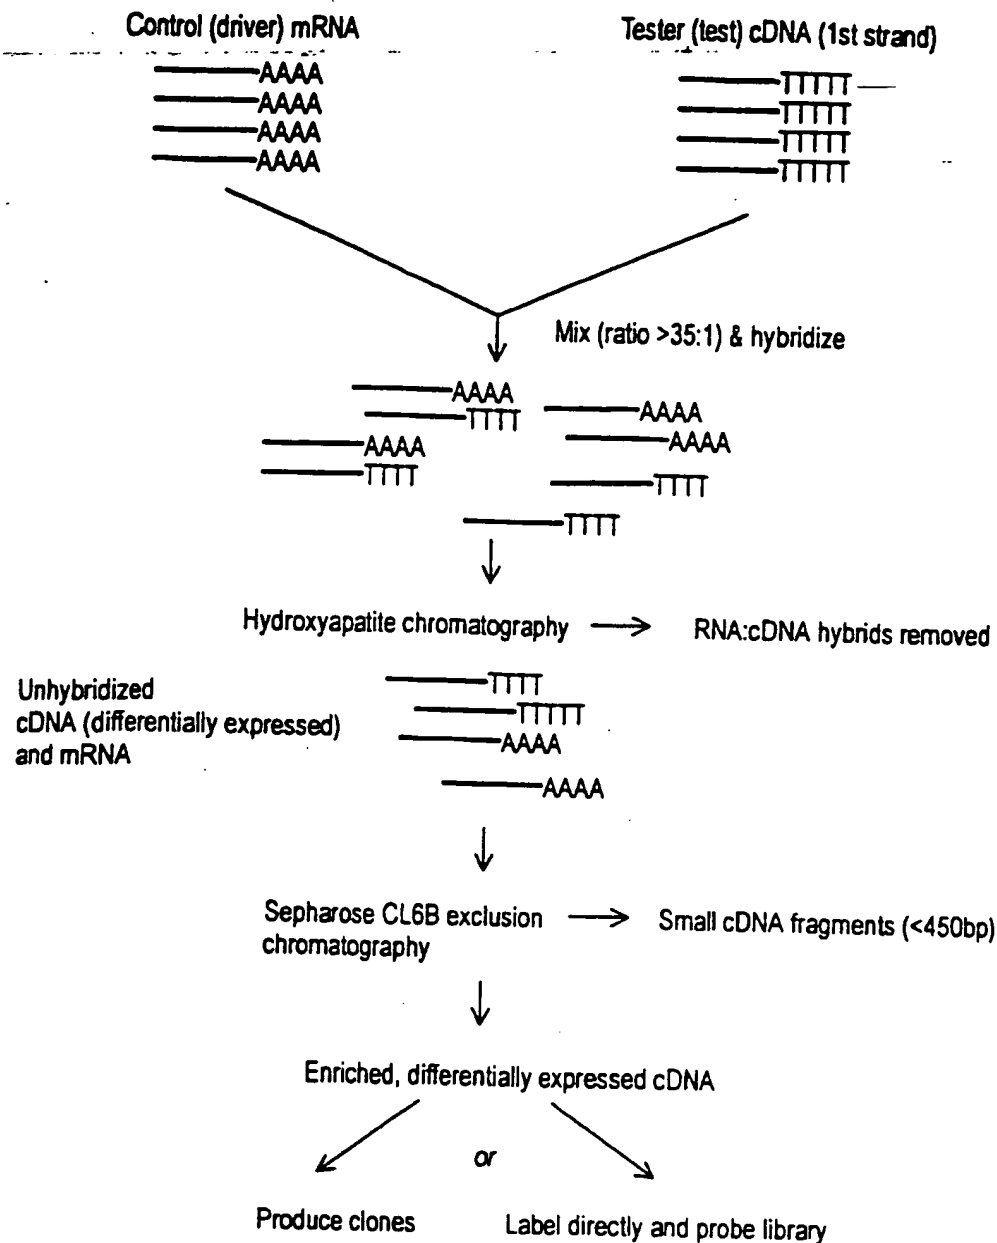 Control (driver) mRNA
Tester (test) cDNA (1st strand)
AAAA
AAAA
AAAA
AAAA
TTTTT
TTTTT
TTTTT
TTTTT
Mix (ratio >35:1) & hybridize
AAAA
TTTT
AAAA
AAAA
AAAA
TTTT
TTTT
TTTT
Hydroxyapatite chromatography
RNA:cDNA hybrids removed
Unhybridized
cDNA (differentially expressed)
and mRNA
TTTT
TTTTT
AAAA
AAAA
Sepharose CL6B exclusion
chromatography
Small cDNA fragments (<450bp)
Enriched, differentially expressed cDNA
or
Produce clones
Label directly and probe library